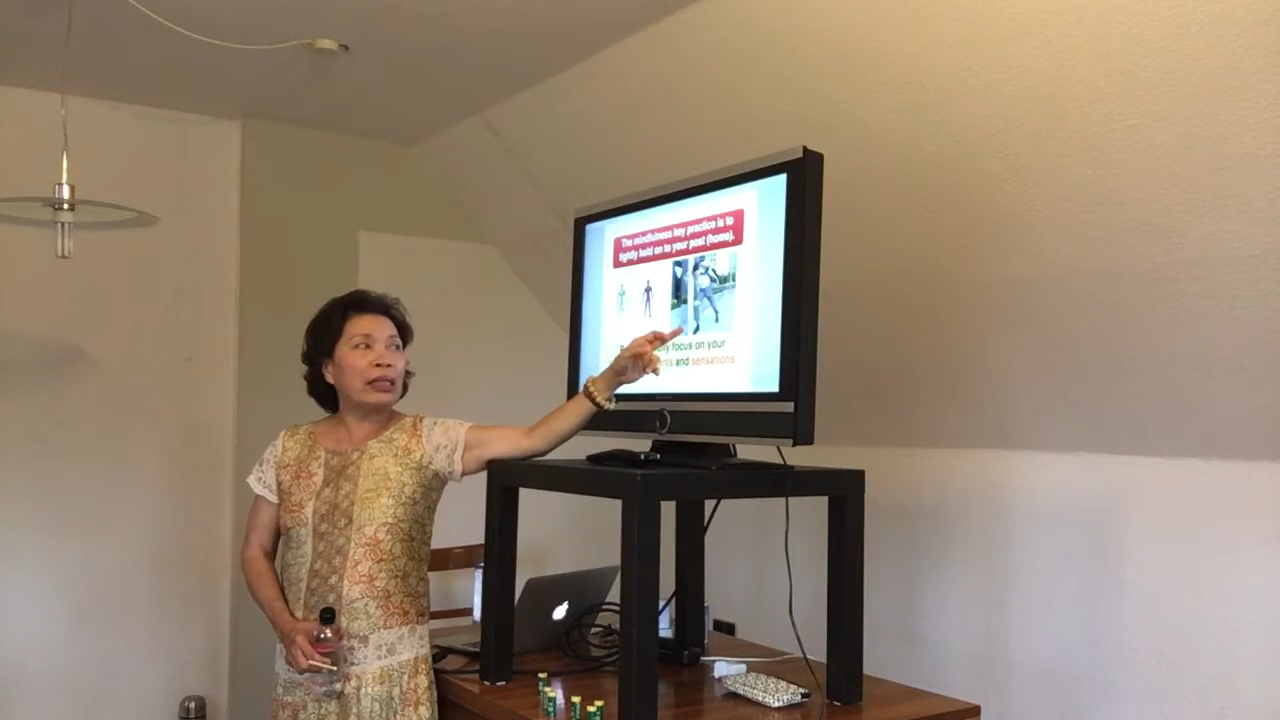 The mindfulness key practice is to
tightly hold on to your post (home).
focus on your
and sensations